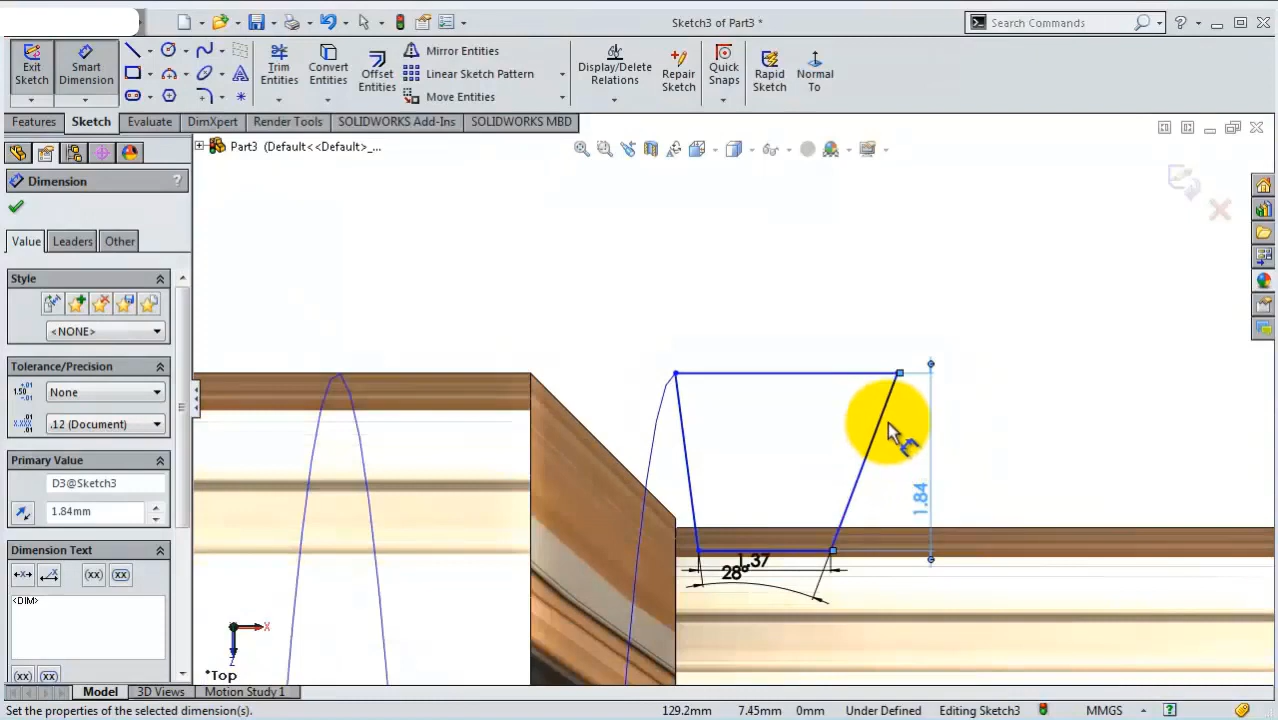 Sketch3 of Part3 *
Search Commands
Exit Sketch
Smart Dimension
Trim Entities
Convert Entities
Offset Entities
Mirror Entities
Linear Sketch Pattern
Move Entities
Display/Delete Relations
Repair Sketch
Quick Snaps
Rapid Sketch
Normal To
Features
Sketch
Evaluate
DimXpert
Render Tools
SOLIDWORKS Add-Ins
SOLIDWORKS MBD
Part3 (Default<<Default>_...
Dimension
?
Value
Leaders
Other
Style
<NONE>
Tolerance/Precision
None
.12 (Document)
Primary Value
D3@Sketch3
1.84mm
Dimension Text
(xx)
(xx)
<DIM>
(xx)
(xx)
1.84
1.37
28°
X
Z
*Top
Model
3D Views
Motion Study 1
Set the properties of the selected dimension(s).
129.2mm
7.45mm
0mm
Under Defined
Editing Sketch3
MMGS